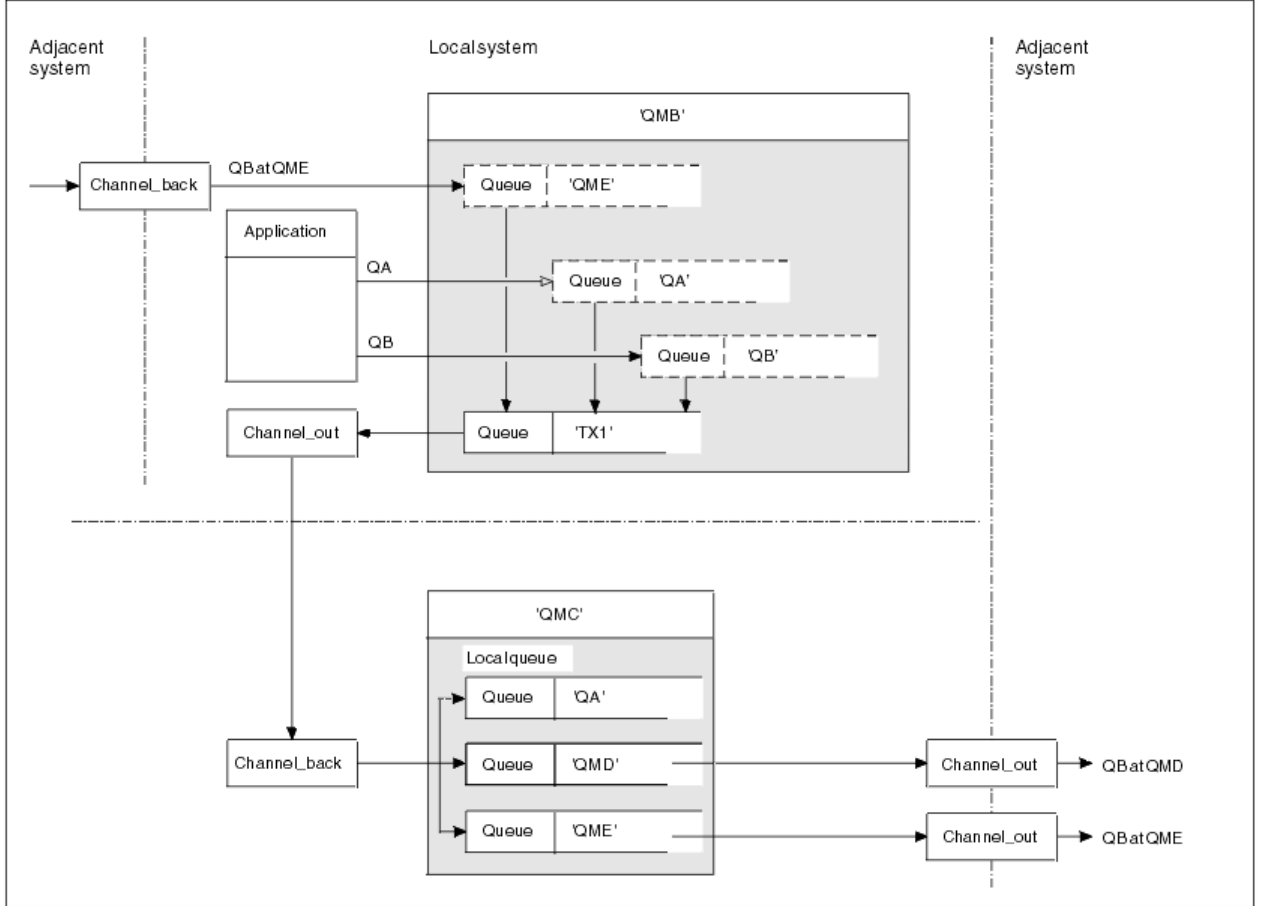 Adjacent
system
Localsystem
Adjacent
system
'QMB'
Channel_back
QBatQME
Queue 'QME'
Application
QA
Queue 'QA'
QB
Queue 'QB'
Channel_out
Queue 'TX1'
'QMC'
Localqueue
Queue 'QA'
Channel_back
Queue 'QMD'
Channel_out
QBatQMD
Queue 'QME'
Channel_out
QBatQME